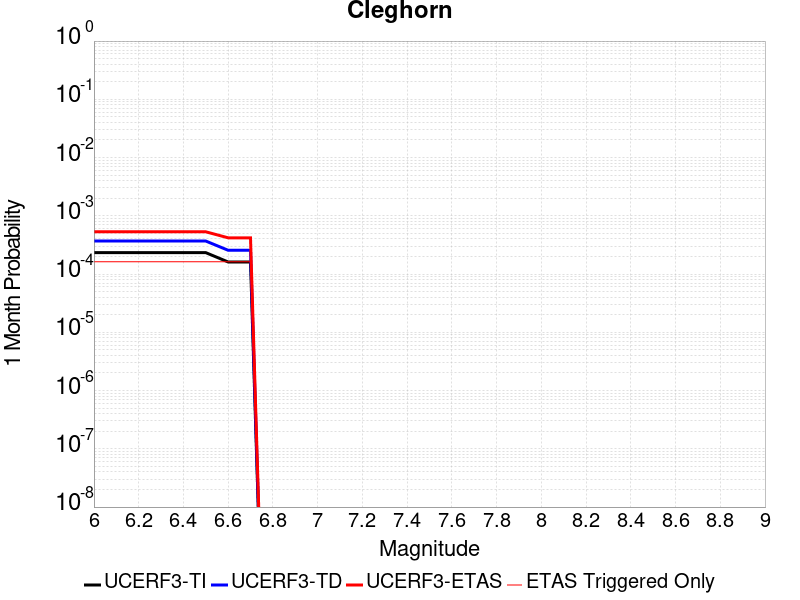 Cleghorn
10^0
10^-1
10^-2
10^-3
10^-4
10^-5
10^-6
10^-7
10^-8
1 Month Probability
6 6.2 6.4 6.6 6.8 7 7.2 7.4 7.6 7.8 8 8.2 8.4 8.6 8.8 9
Magnitude
UCERF3-TI UCERF3-TD UCERF3-ETAS ETAS Triggered Only